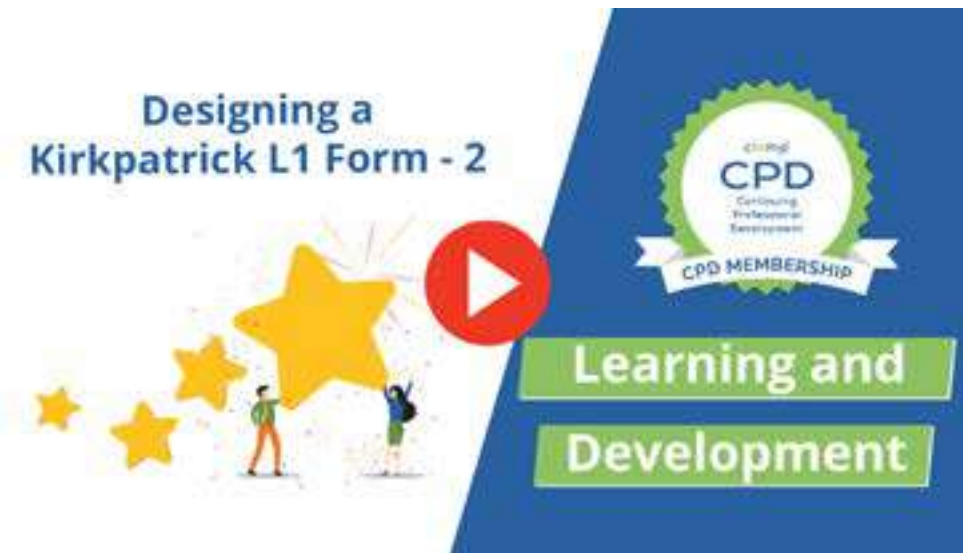 Designing a
Kirkpatrick L1 Form - 2
CPD
Continuing
Professional
Development
CPD MEMBERSHIP
Learning and
Development